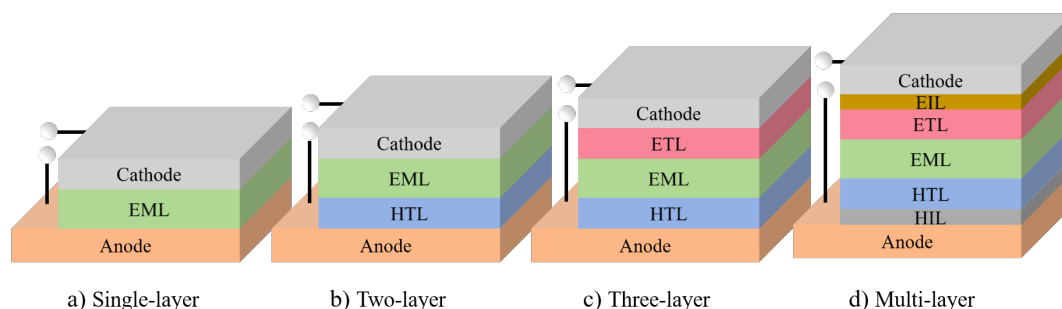 Cathode
EML
Anode
a) Single-layer
Cathode
EML
HTL
Anode
b) Two-layer
Cathode
ETL
EML
HTL
Anode
c) Three-layer
Cathode
EIL
ETL
EML
HTL
HIL
Anode
d) Multi-layer